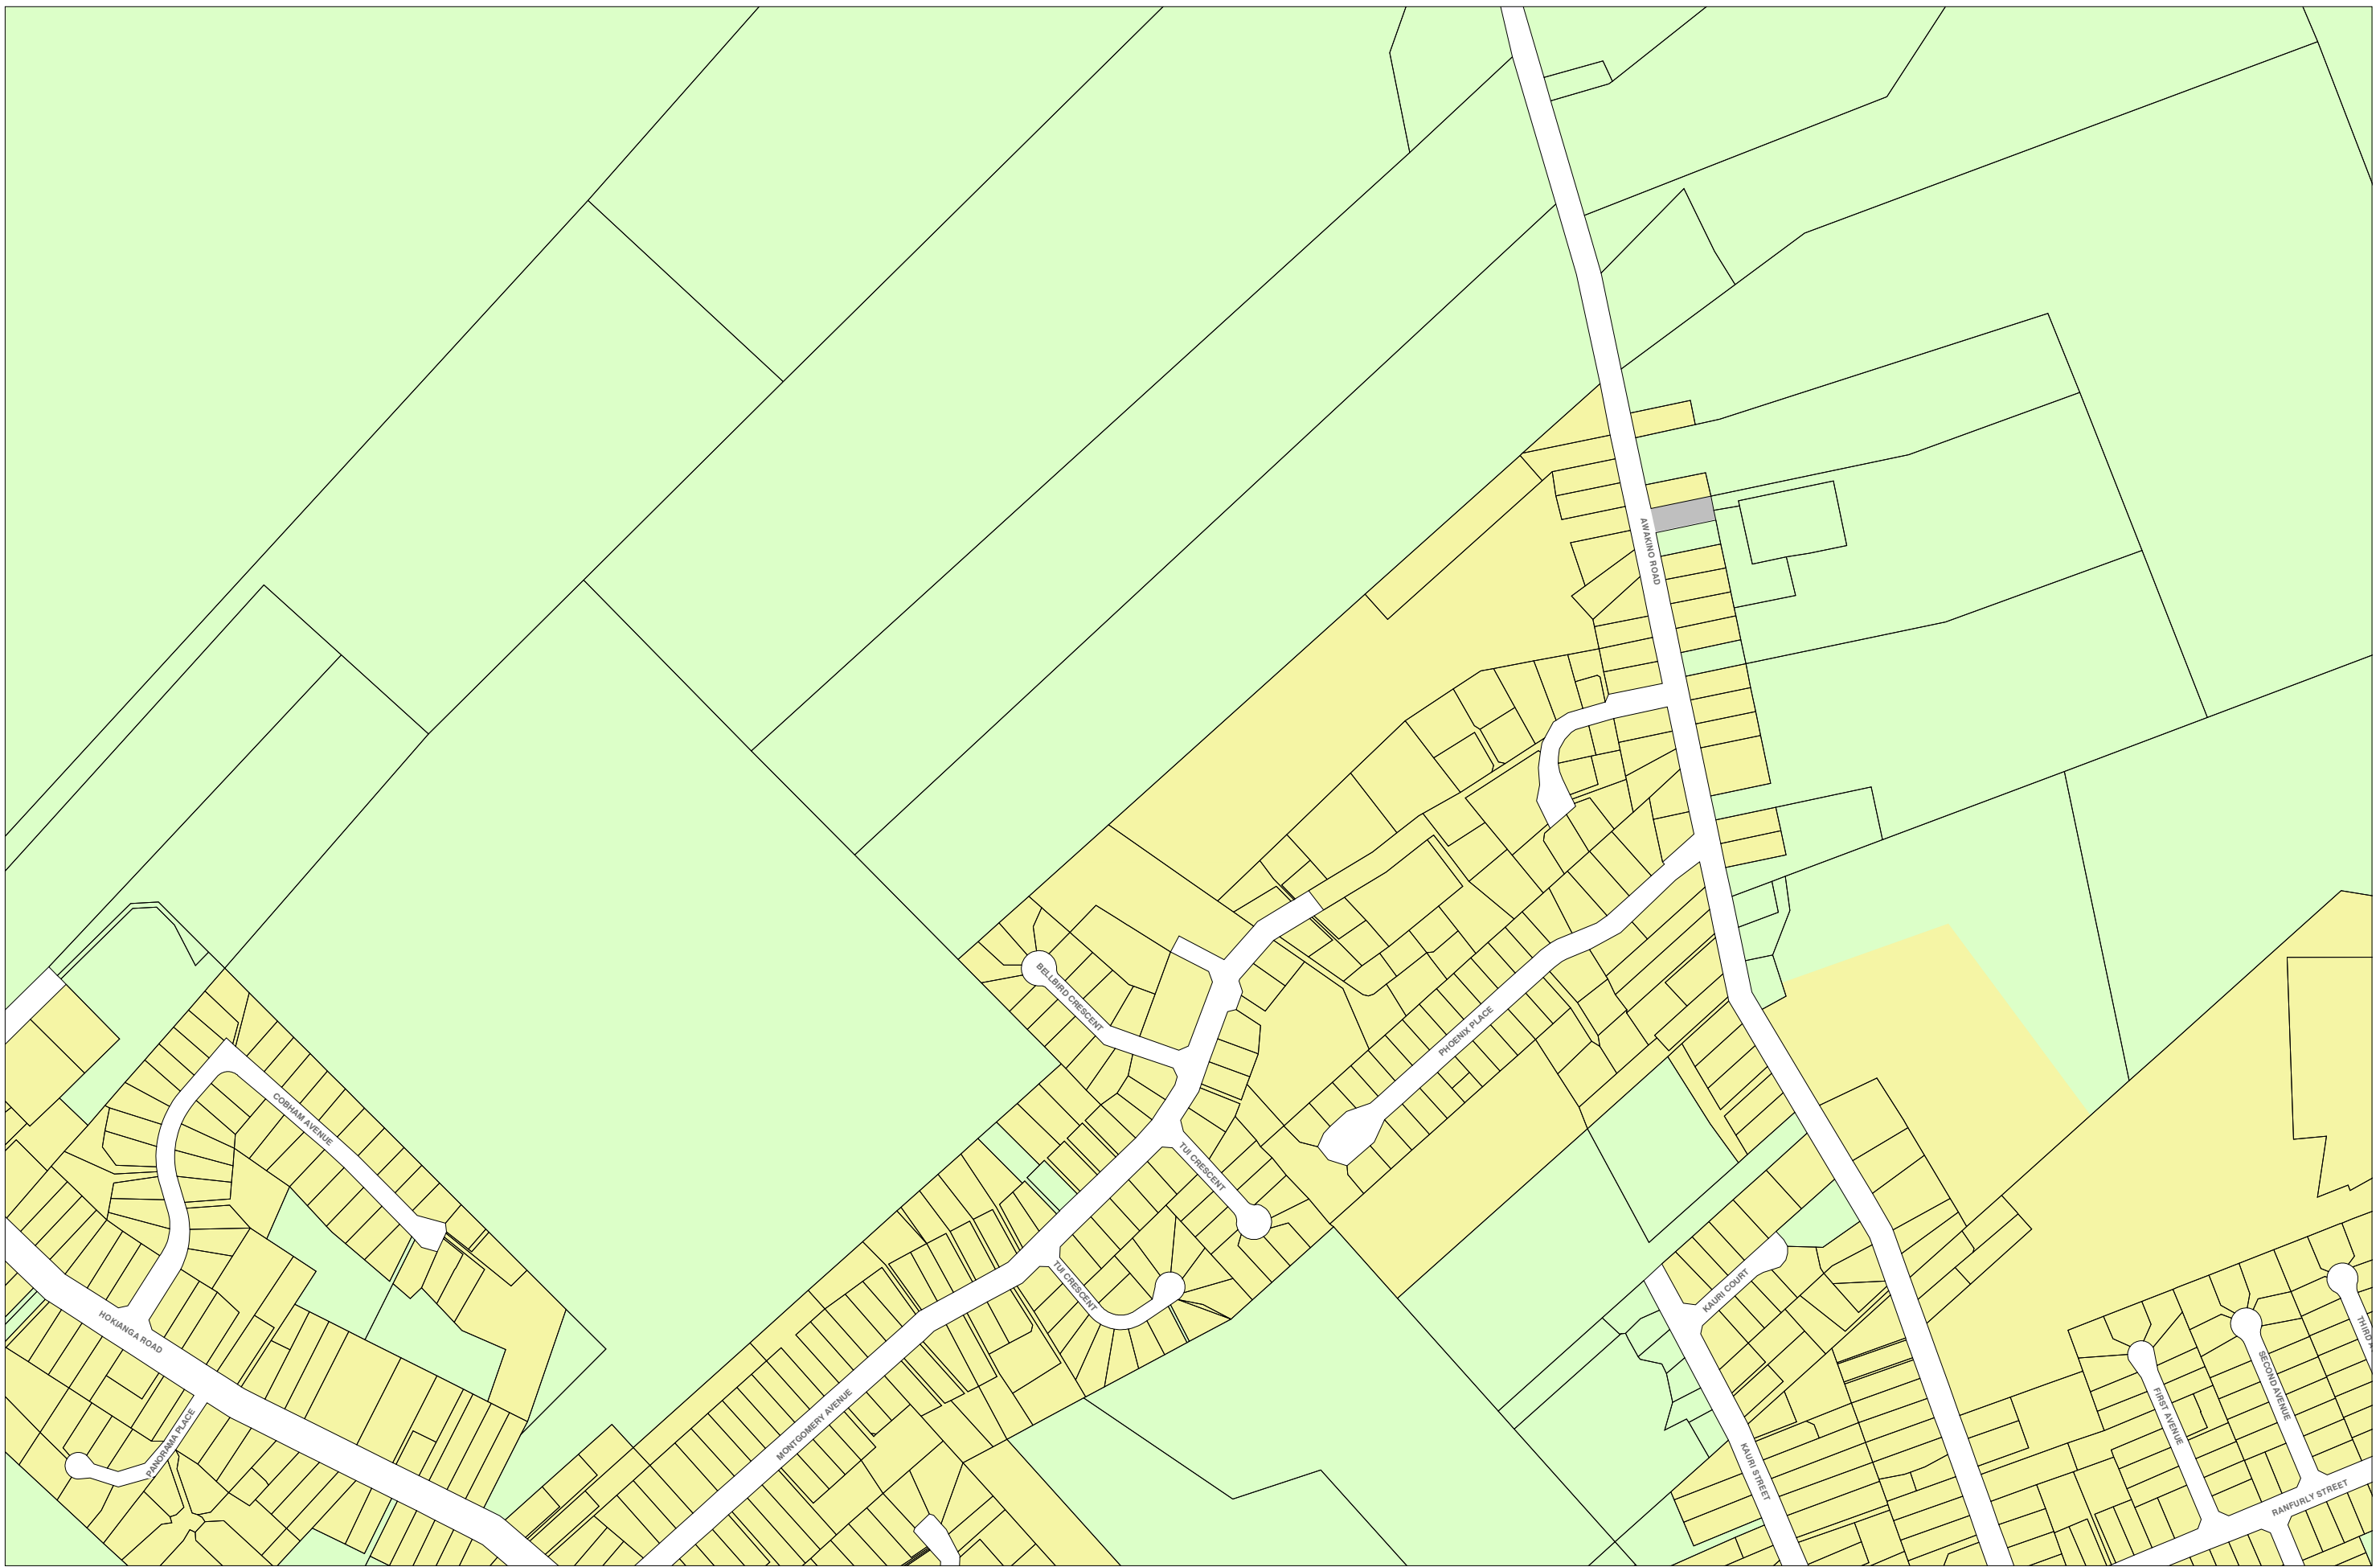 AWAKINO ROAD
BELLBIRD CRESCENT
PHOENIX PLACE
COBHAM AVENUE
TUI CRESCENT
TUI CRESCENT
KAURI COURT
HOKIANGA ROAD
THIRD
SECOND AVENUE
FIRST AVENUE
MONTGOMERY AVENUE
PANORAMA PLACE
KAURI STREET
RANFURLY STREET